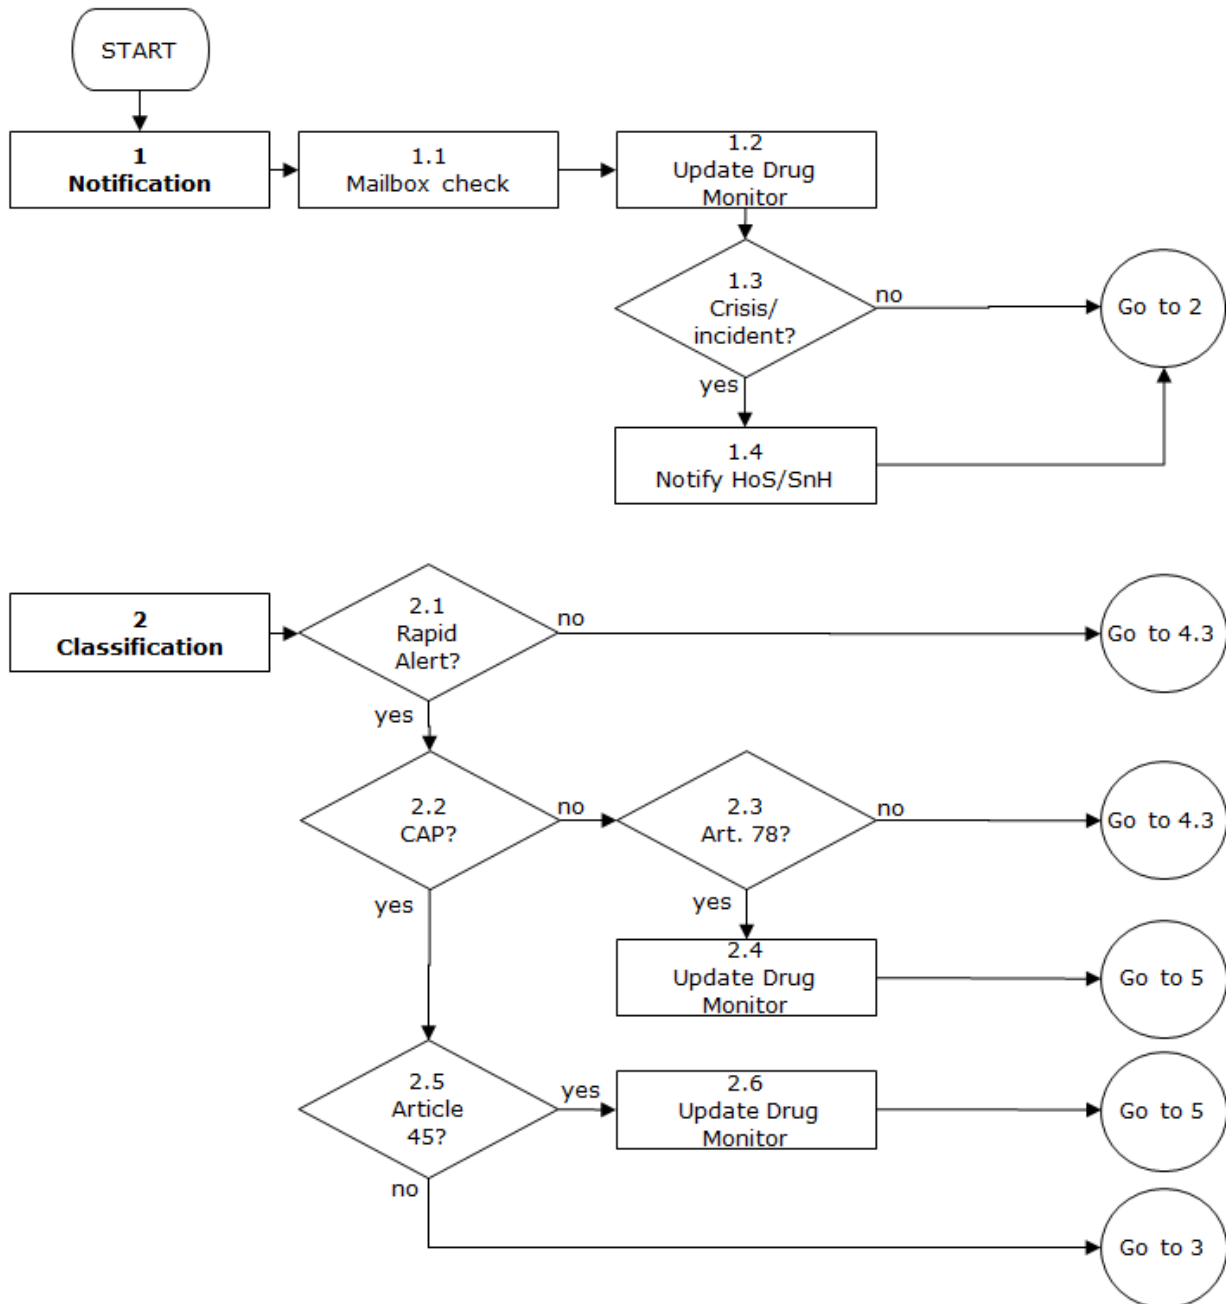 START
1
Notification
1.1
Mailbox check
1.2
Update Drug
Monitor
1.3
Crisis/
incident?
no
Go to 2
yes
1.4
Notify HoS/SnH
2
Classification
2.1
Rapid
Alert?
no
Go to 4.3
yes
2.2
CAP?
no
2.3
Art. 78?
no
Go to 4.3
yes
yes
2.4
Update Drug
Monitor
Go to 5
2.5
Article
45?
yes
2.6
Update Drug
Monitor
Go to 5
no
Go to 3